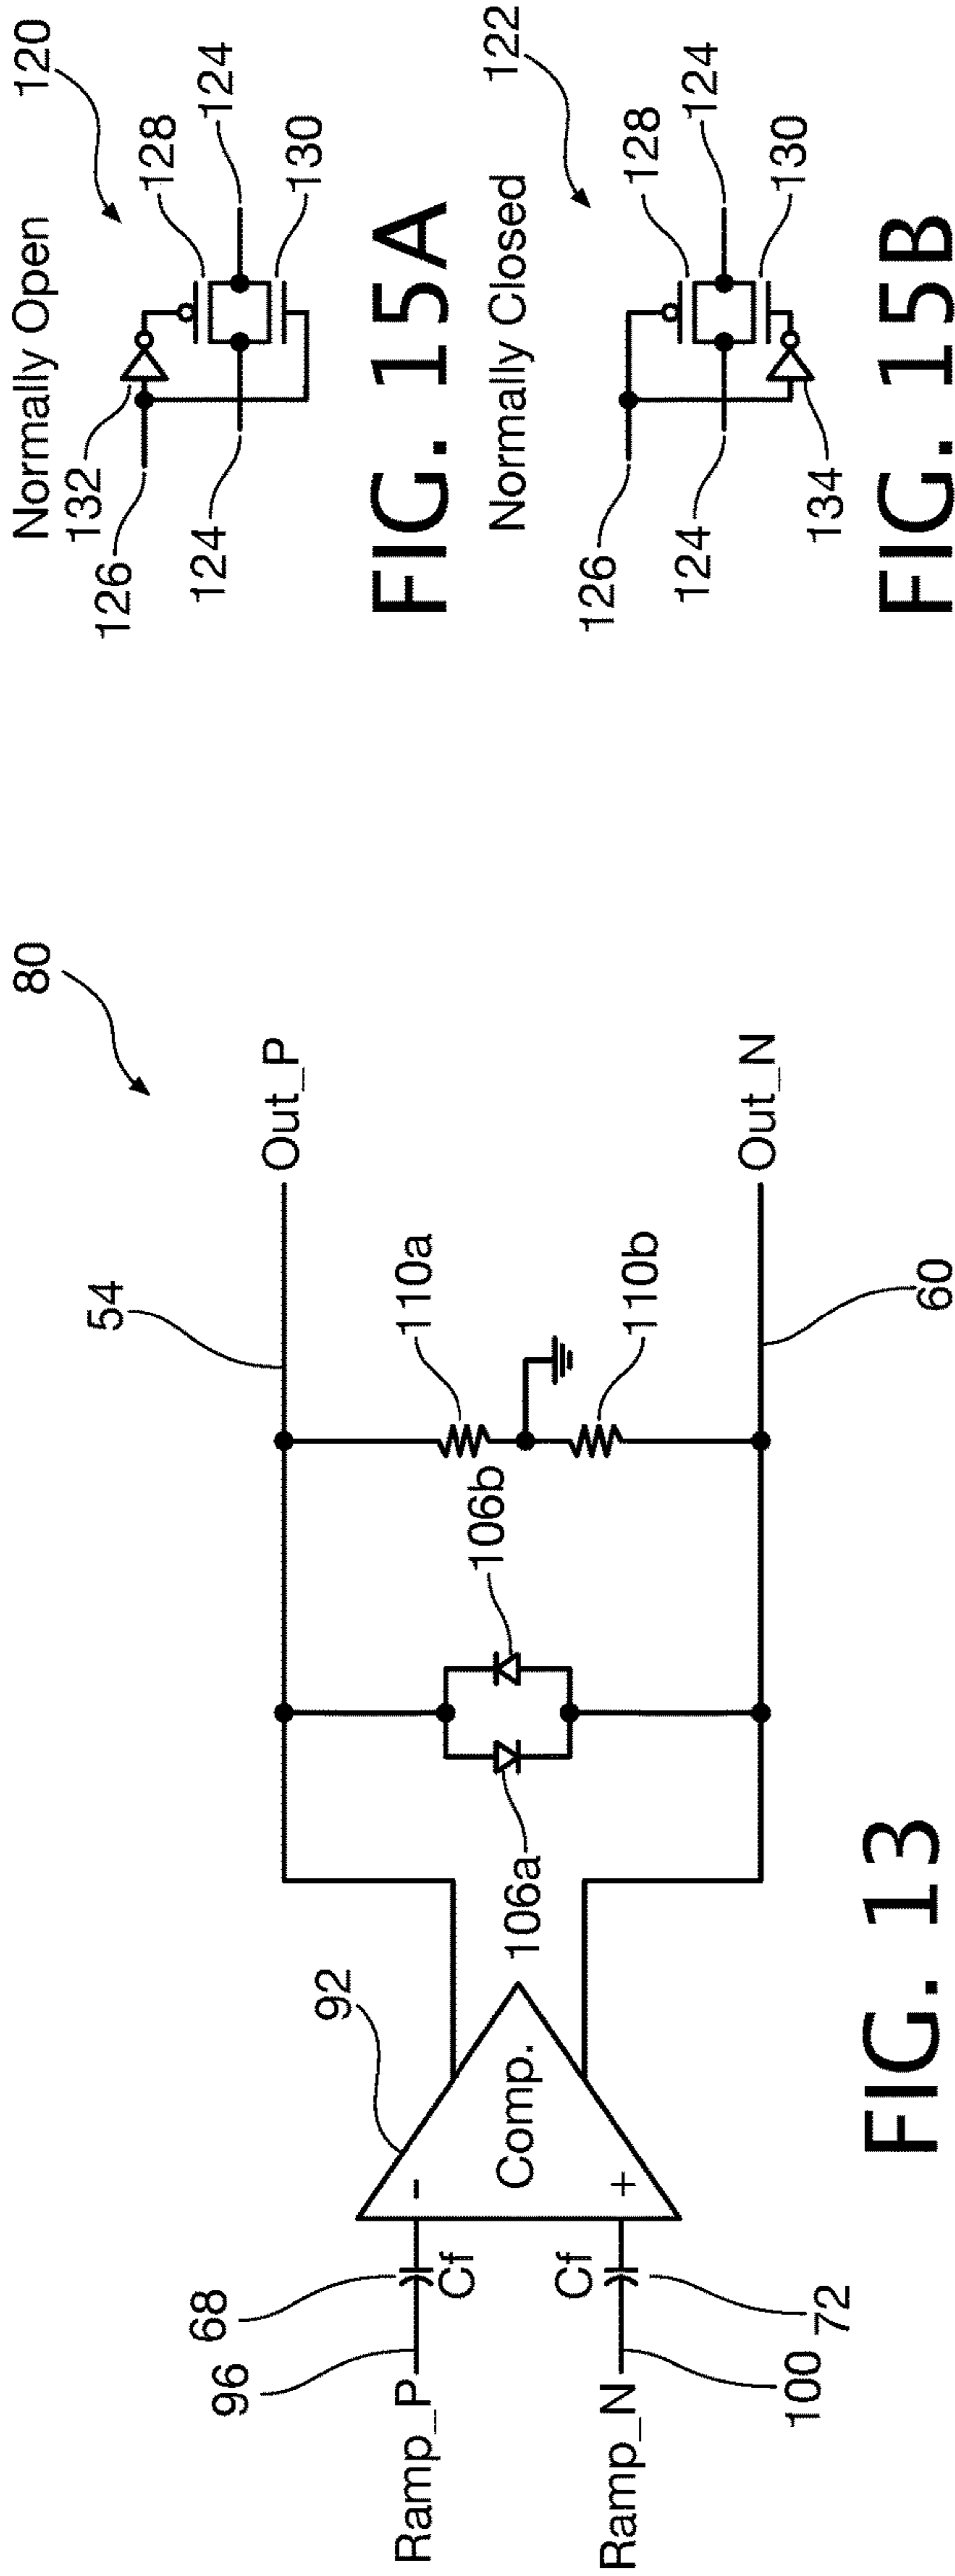 80
54
Out_P
92
68
96
Ramp_P
-
Cf
Comp.
106a
106b
110a
110b
Cf
+
Ramp_N
100
72
60
Out_N
FIG. 13
Normally Open
120
132
126
128
124
124
130
FIG. 15A
Normally Closed
122
126
128
124
124
130
134
FIG. 15B